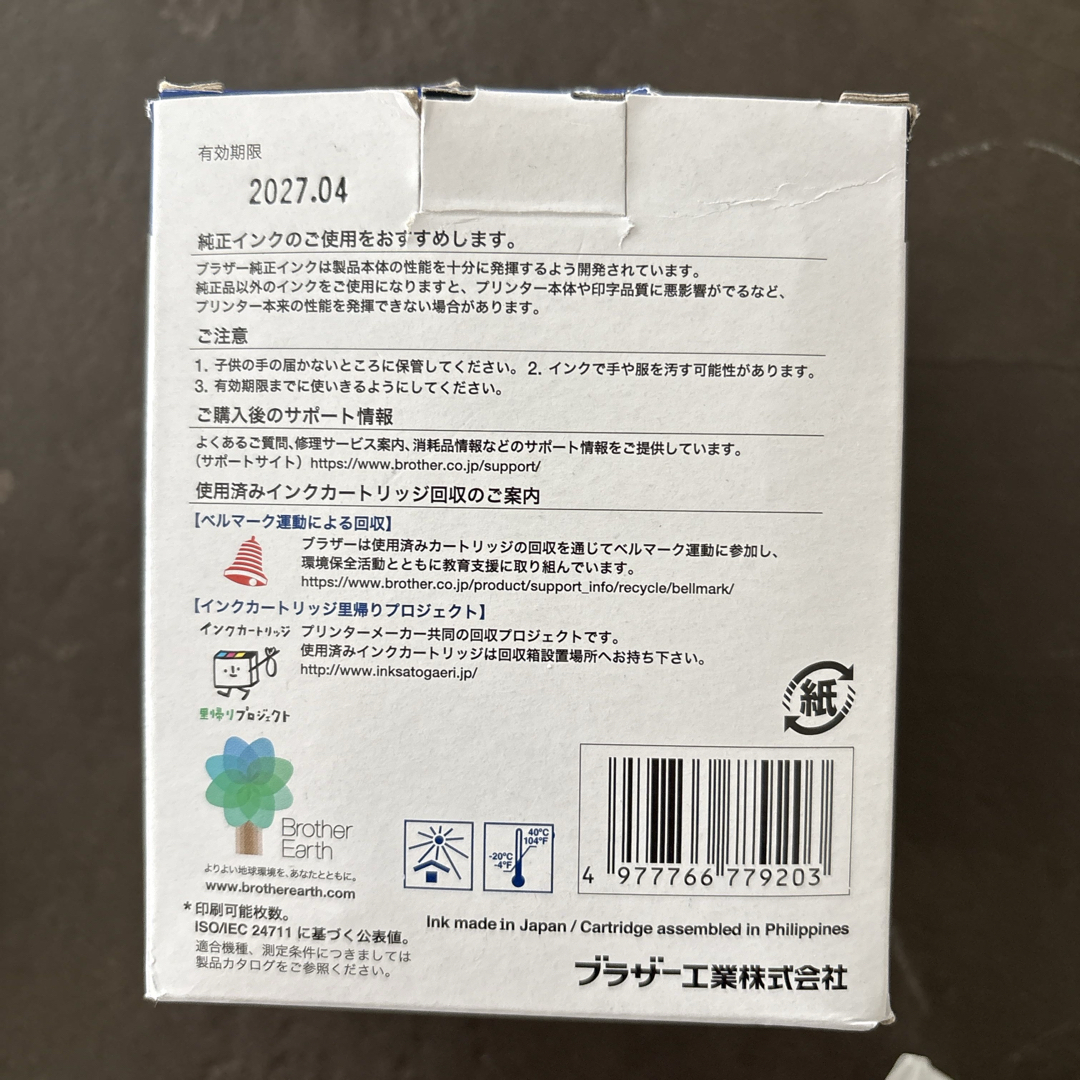 有効期限
2027.04
純正インクのご使用をおすすめします。
ブラザー純正インクは製品本体の性能を十分に発揮するよう開発されています。
純正品以外のインクをご使用になりますと、プリンター本体や印字品質に悪影響がでるなど、
プリンター本来の性能を発揮できない場合があります。
ご注意
1. 子供の手の届かないところに保管してください。 2. インクで手や服を汚す可能性があります。
3. 有効期限までに使いきるようにしてください。
ご購入後のサポート情報
よくあるご質問、修理サービス案内、消耗品情報などのサポート情報をご提供しています。
(サポートサイト) https://www.brother.co.jp/support/
使用済みインクカートリッジ回収のご案内
【ベルマーク運動による回収】
ブラザーは使用済みカートリッジの回収を通じてベルマーク運動に参加し、
環境保全活動とともに教育支援に取り組んでいます。
https://www.brother.co.jp/product/support_info/recycle/bellmark/
【インクカートリッジ里帰りプロジェクト】
インクカートリッジ
里帰りプロジェクト
プリンターメーカー共同の回収プロジェクトです。
使用済みインクカートリッジは回収箱設置場所へお持ち下さい。
http://www.inksatogaeri.jp/
紙
Brother
Earth
よりよい地球環境を、あなたとともに。
www.brotherearth.com
40°C
104°F
-20°C
-4°F
4 977766 779203
*印刷可能枚数。
ISO/IEC 24711 に基づく公表値。
適合機種、測定条件につきましては
製品カタログをご参照ください。
Ink made in Japan / Cartridge assembled in Philippines
ブラザー工業株式会社